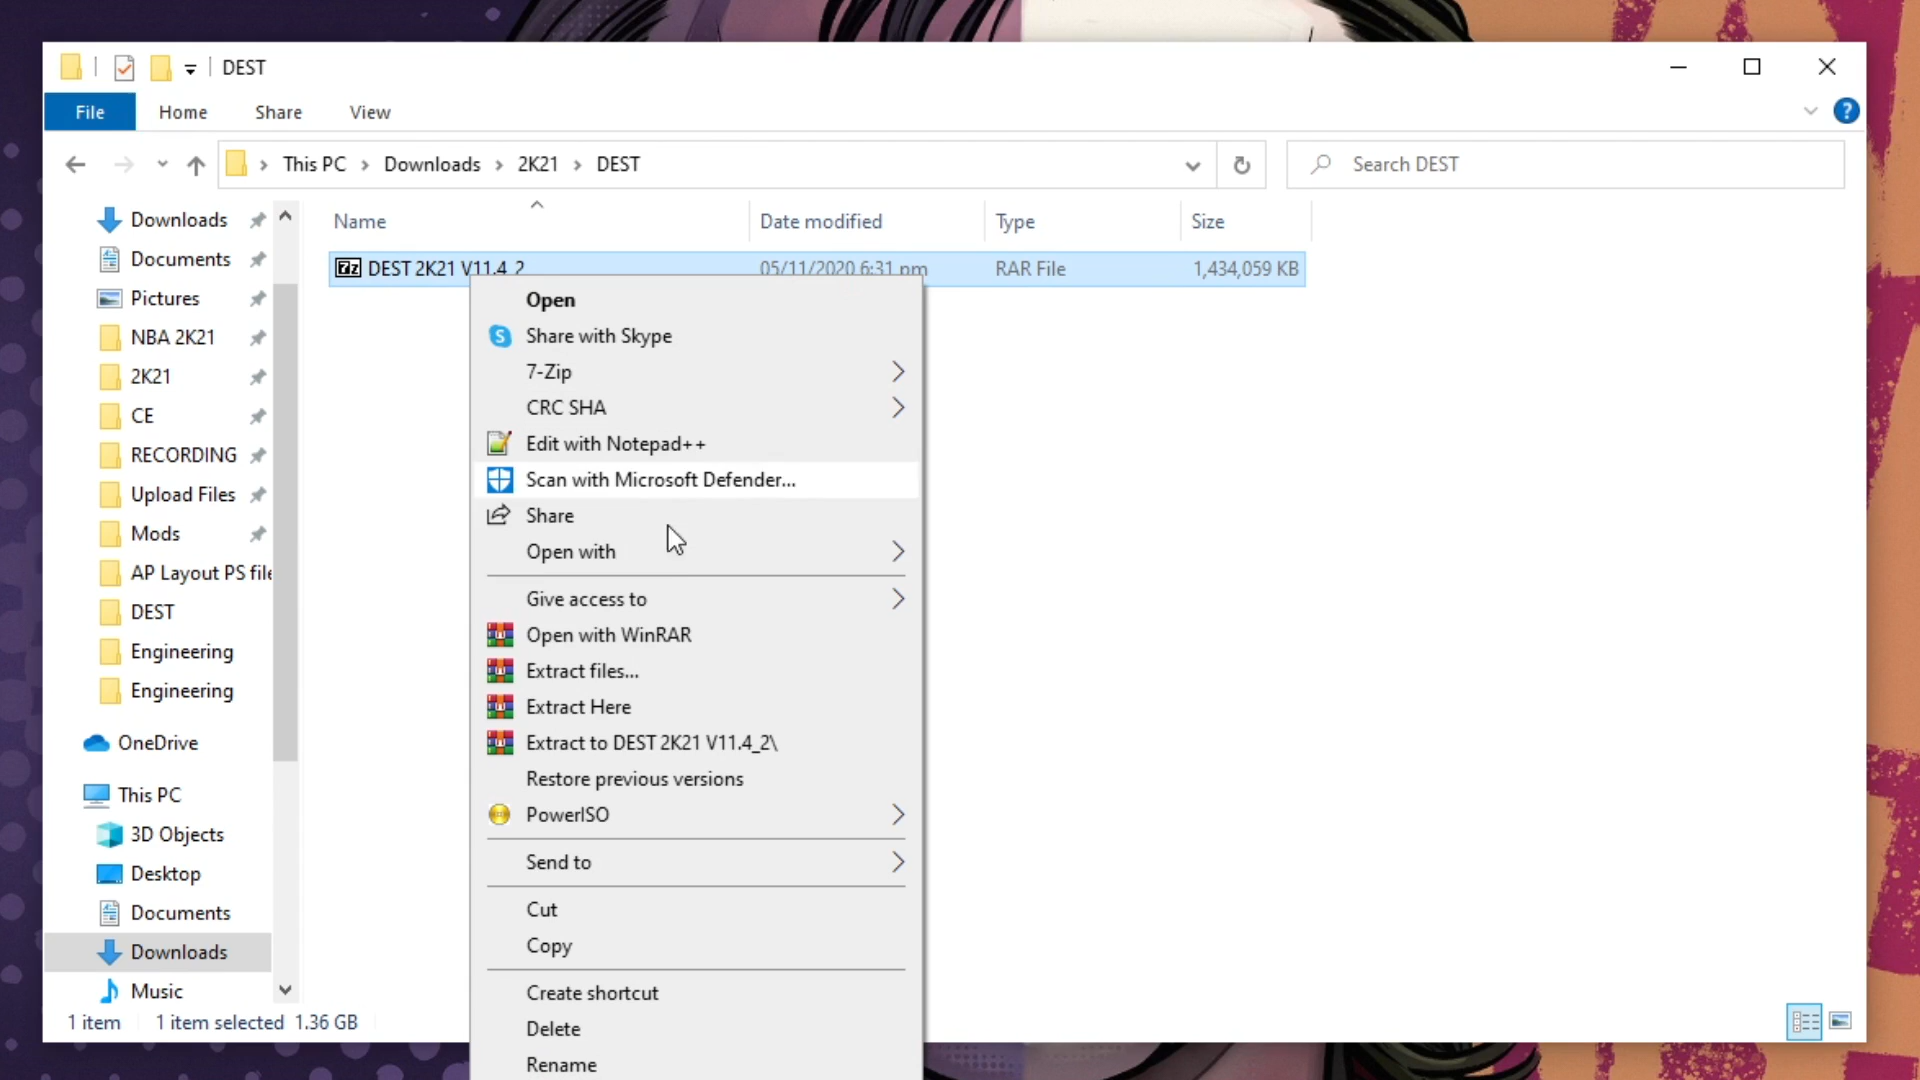 DEST
File Home Share View
This PC > Downloads > 2K21 > DEST
Search DEST
Name Date modified Type Size
DEST 2K21 V11.4_2 05/11/2020 6:31 pm RAR File 1,434,059 KB
Downloads
Documents
Pictures
NBA 2K21
2K21
CE
RECORDING
Upload Files
Mods
AP Layout PS file
DEST
Engineering
Engineering
OneDrive
This PC
3D Objects
Desktop
Documents
Downloads
Music
Open
Share with Skype
7-Zip
CRC SHA
Edit with Notepad++
Scan with Microsoft Defender...
Share
Open with
Give access to
Open with WinRAR
Extract files...
Extract Here
Extract to DEST 2K21 V11.4_2\
Restore previous versions
PowerISO
Send to
Cut
Copy
Create shortcut
Delete
Rename
1 item 1 item selected 1.36 GB